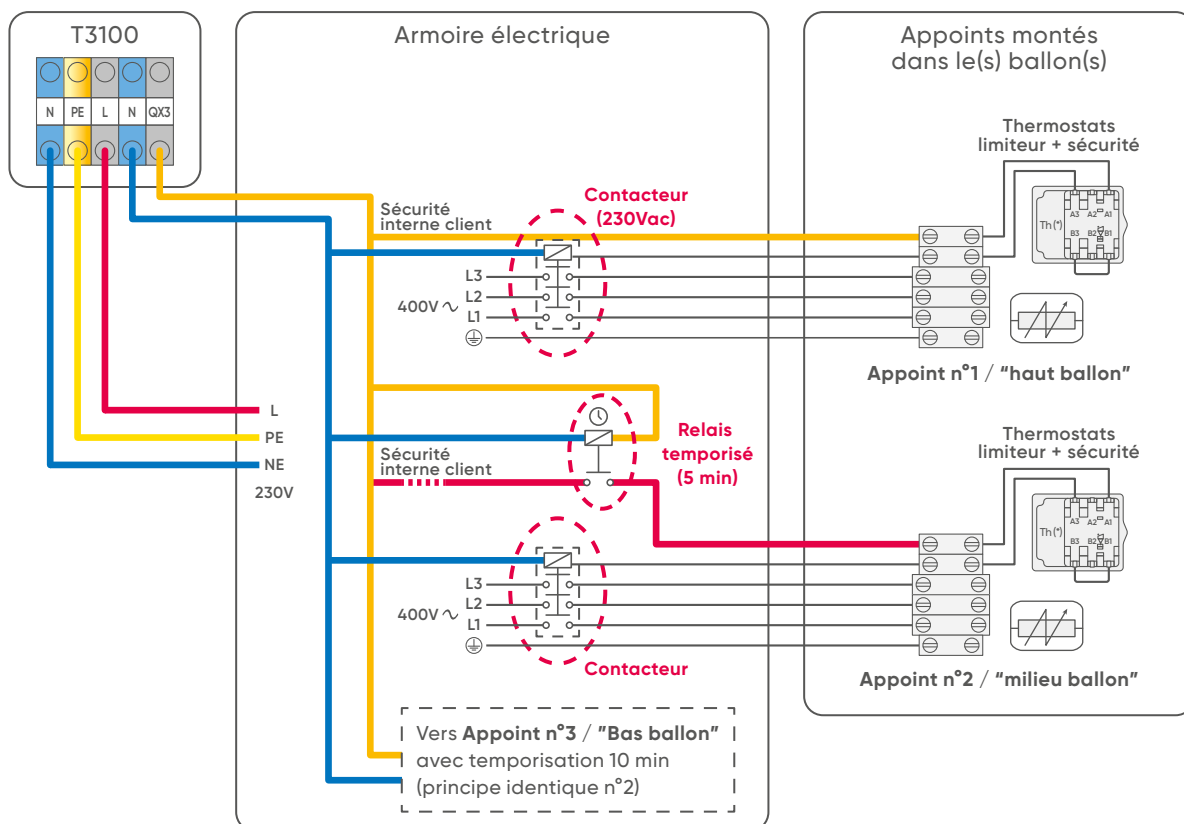 T3100
N PE L N QX3
Armoire électrique
Appoints montés
dans le(s) ballon(s)
Sécurité
interne client
Contacteur
(230Vac)
L3
L2
L1
400V ~
Thermostats
limiteur + sécurité
Th(*)
A3 A2 A1
B3 B2 B1
Appoint n°1 / "haut ballon"
L
PE
NE
230V
Sécurité
interne client
Relais
temporisé
(5 min)
L3
L2
L1
400V ~
Contacteur
Thermostats
limiteur + sécurité
Th(*)
A3 A2 A1
B3 B2 B1
Appoint n°2 / "milieu ballon"
Vers Appoint n°3 / "Bas ballon"
avec temporisation 10 min
(principe identique n°2)